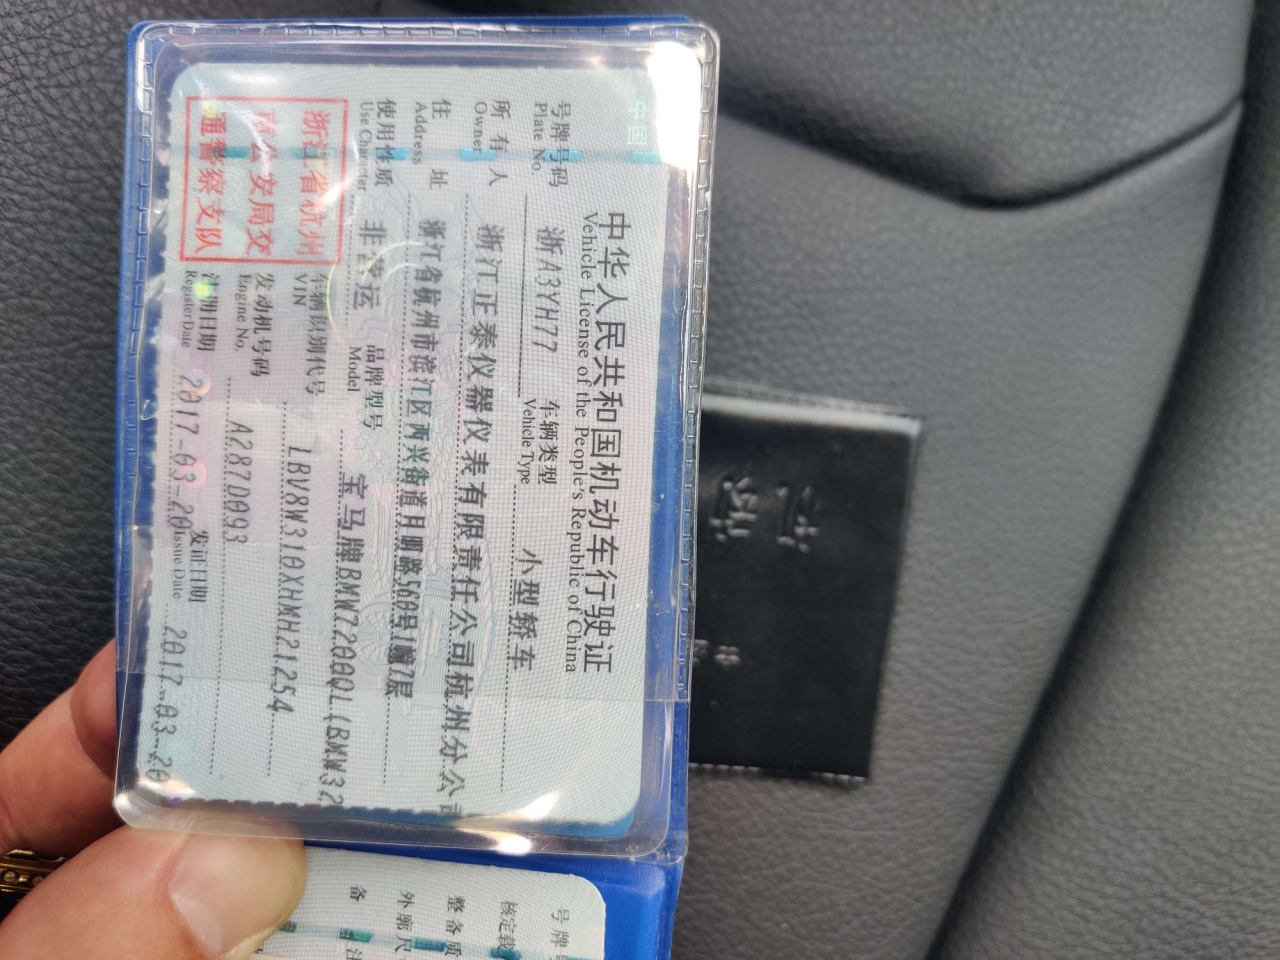 中华人民共和国机动车行驶证
Vehicle License of the People's Republic of China
号牌号码 浙A3YH77 车辆类型 小型轿车
Plate No. Vehicle Type
所有人 浙江正泰仪器仪表有限责任公司杭州分公司
Owner
住址 浙江省杭州市滨江区西兴街道月明路560号1幢7层
Address
使用性质 非营运 品牌型号 宝马牌BMW7200QL(BMW32
Use Character Model
浙江省杭州
市公安局交
通警察支队
车辆识别代号 LBV8W310XHMH21254
VIN
发动机号码 A287D093
Engine No.
注册日期 2017-03-20 发证日期 2017-03-20
Register Date Issue Date
号牌
核定载
整备质
外廓尺
备 注